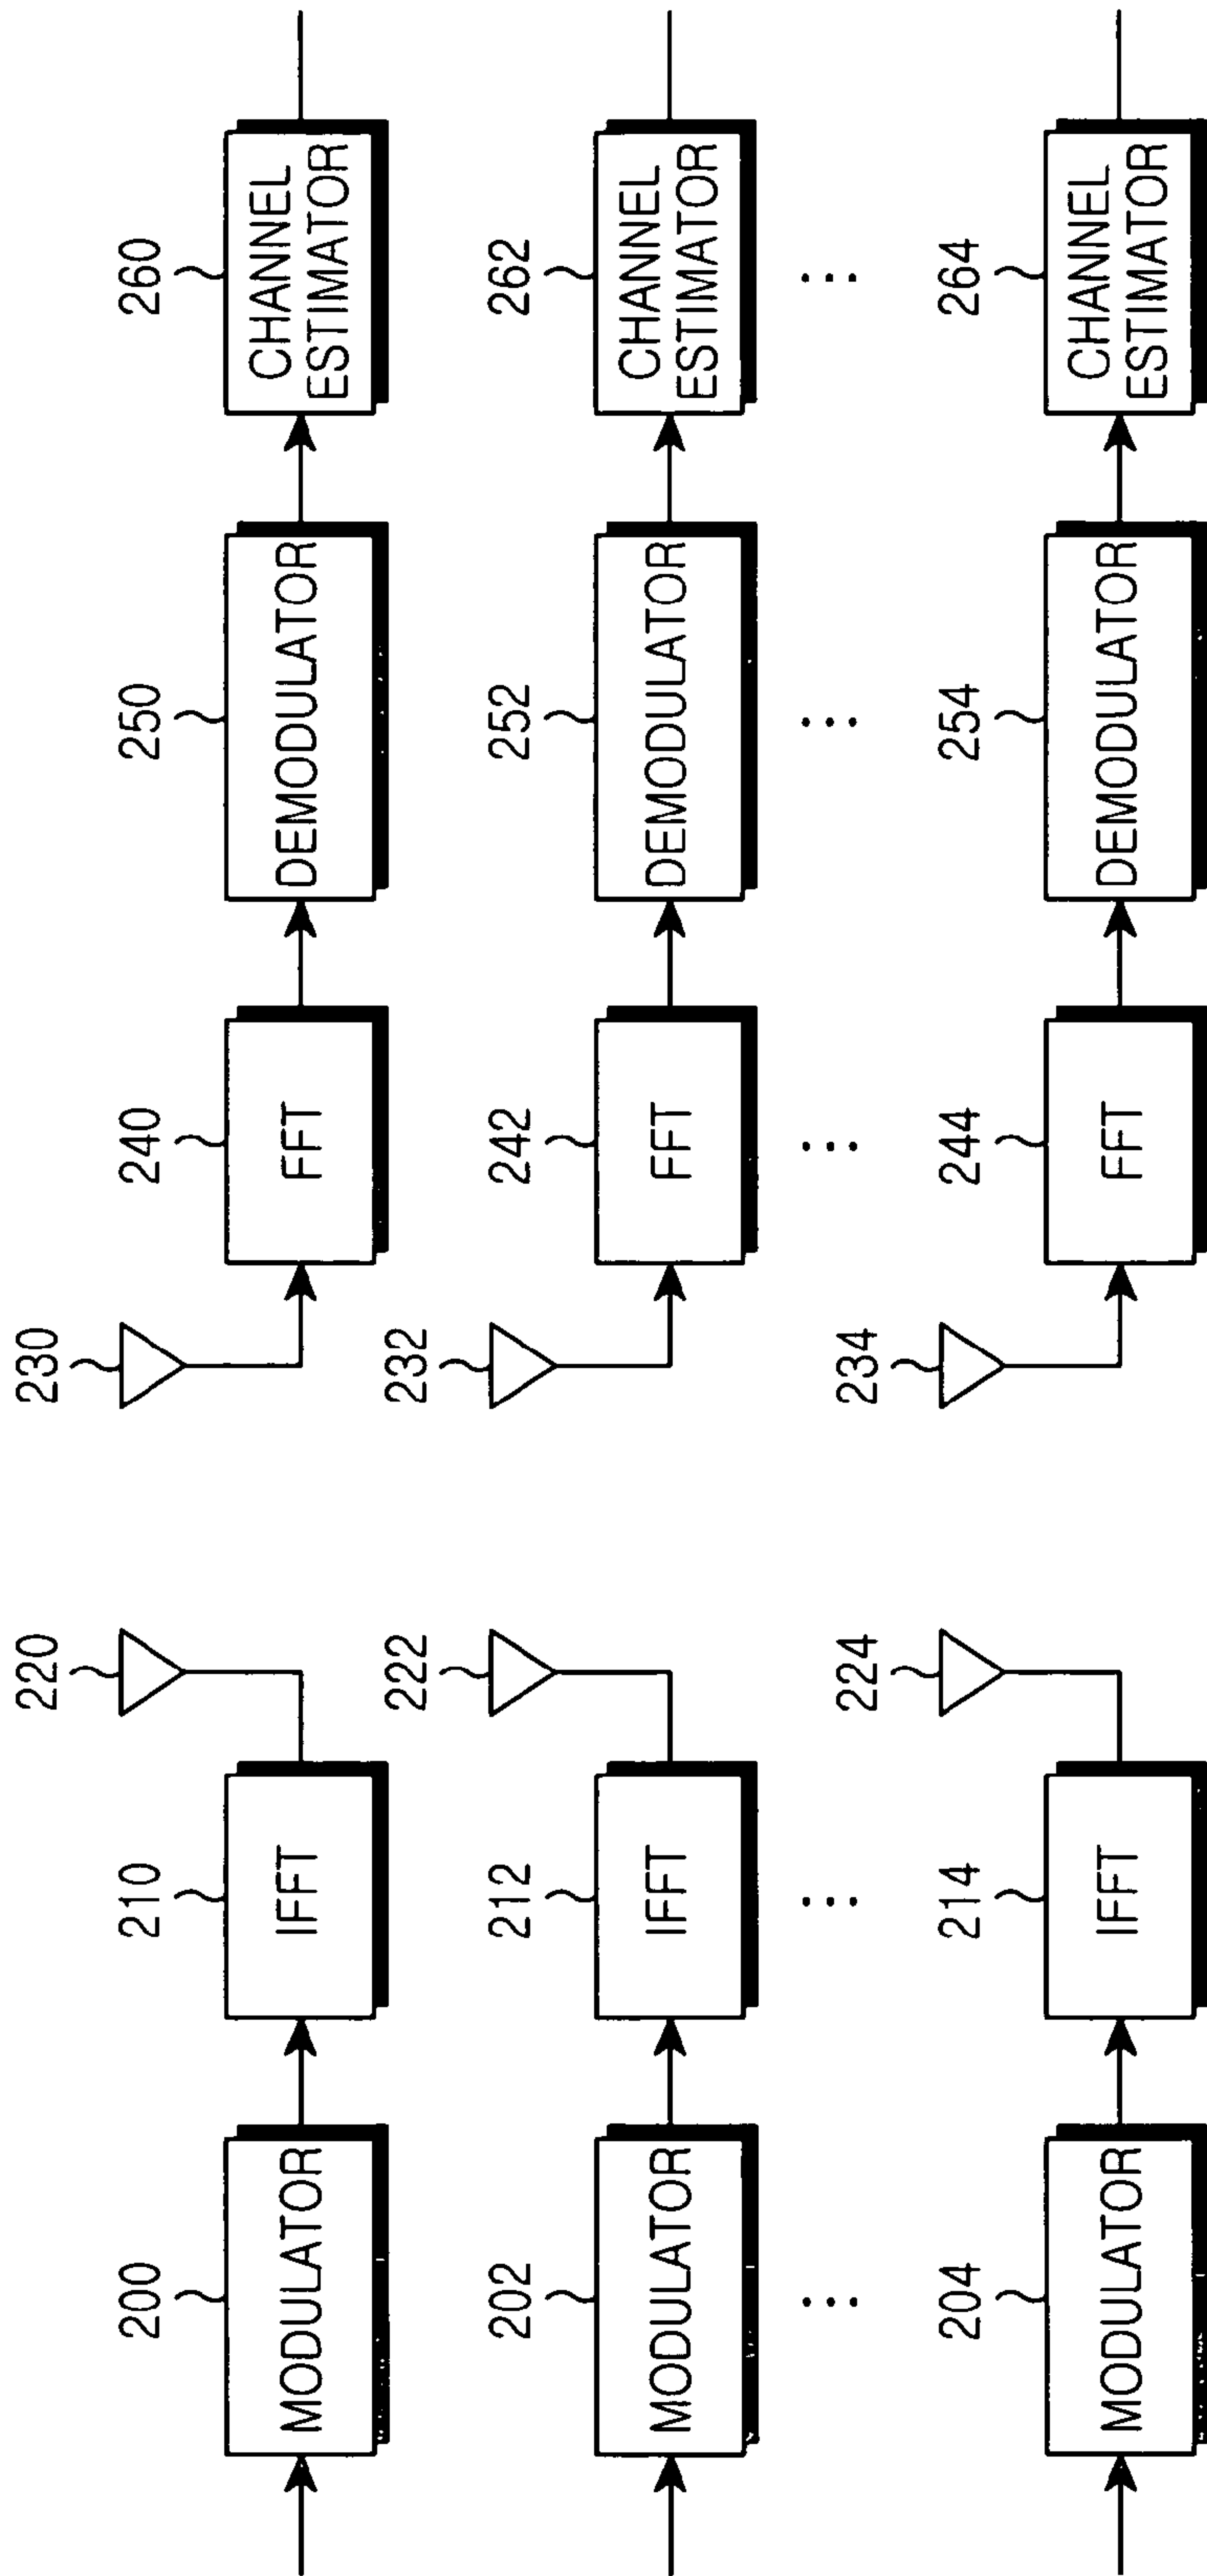 220
230
200
210
240
250
260
MODULATOR
IFFT
FFT
DEMODULATOR
CHANNEL
ESTIMATOR
222
232
202
212
242
252
262
MODULATOR
IFFT
FFT
DEMODULATOR
CHANNEL
ESTIMATOR
...
...
...
...
...
224
234
204
214
244
254
264
MODULATOR
IFFT
FFT
DEMODULATOR
CHANNEL
ESTIMATOR